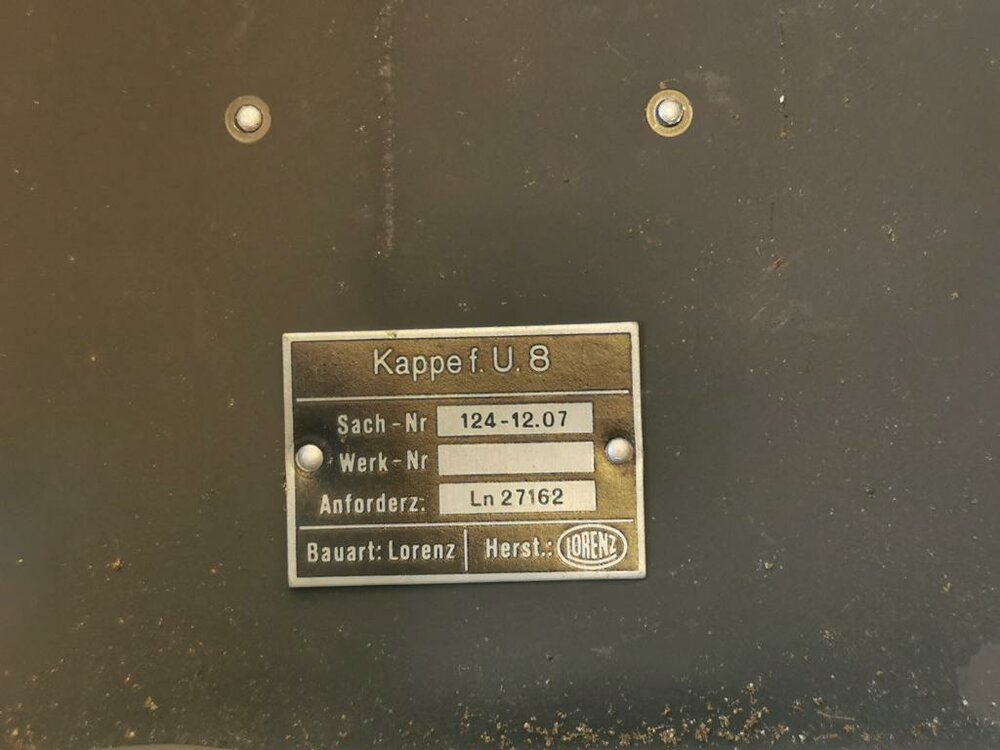 Kappe f. U. 8
Sach-Nr 124-12.07
Werk-Nr
Anforderz: Ln 27162
Bauart: Lorenz Herst.: LORENZ